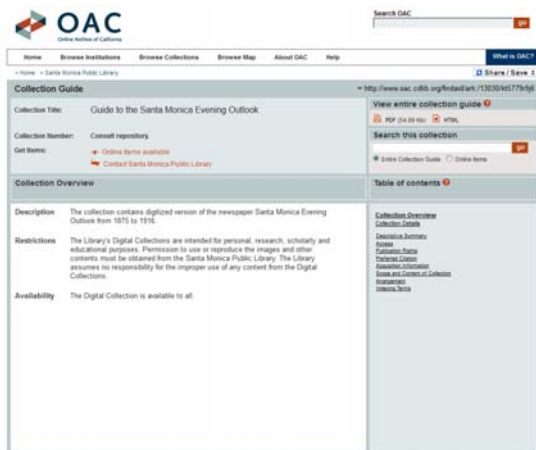 OAC
Online Archive of California
Search OAC
go
Home Browse Institutions Browse Collections Browse Map About OAC Help
What is OAC?
> Home > Santa Monica Public Library
Share / Save
Collection Guide
Collection Title: Guide to the Santa Monica Evening Outlook
Collection Number: Consult repository.
Get Items: Online items available
Contact Santa Monica Public Library
View entire collection guide
PDF HTML
Search this collection
go
Entire Collection Guide Online items
Collection Overview
Description The collection contains digitized version of the newspaper Santa Monica Evening
Outlook from 1875 to 1916.
Restrictions The Library's Digital Collections are intended for personal, research, scholarly and
educational purposes. Permission to use or reproduce the images and other
contents must be obtained from the Santa Monica Public Library. The Library
assumes no responsibility for the improper use of any content from the Digital
Collections.
Availability The Digital Collection is available to all.
Table of contents
Collection Overview
Collection Details
Descriptive Summary
Access
Publication Rights
Preferred Citation
Acquisition Information
Scope and Content of Collection
Arrangement
Indexing Terms